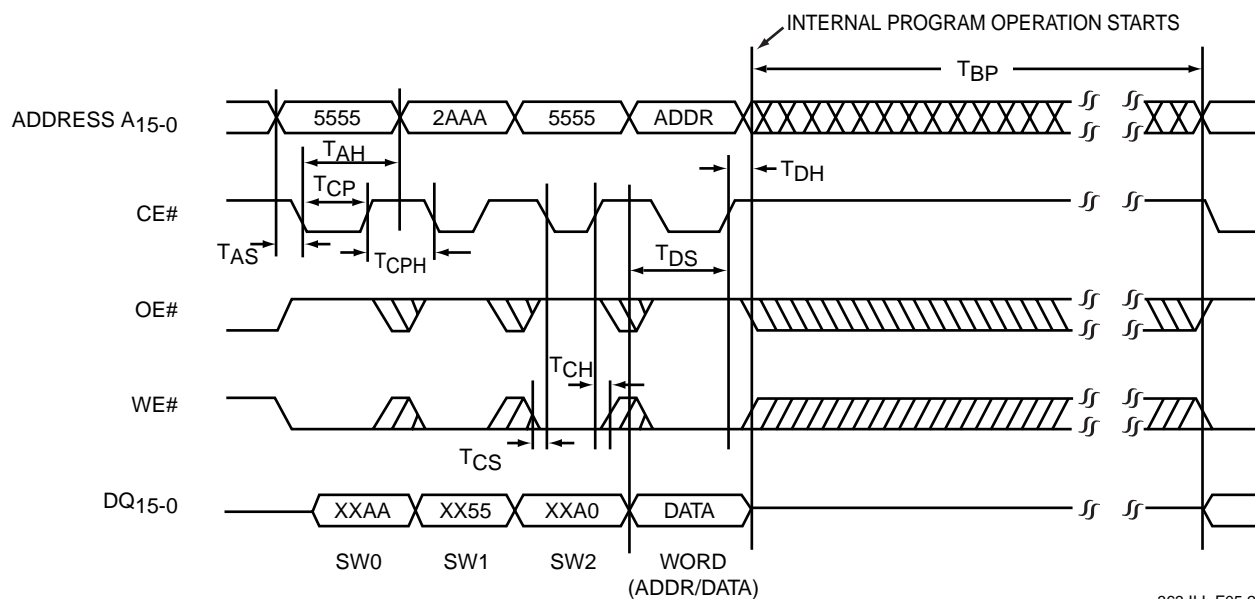 INTERNAL PROGRAM OPERATION STARTS
TBP
ADDRESS A15-0
5555
2AAA
5555
ADDR
TAH
TDH
TCP
CE#
TAS
TCPH
TDS
OE#
TCH
WE#
TCS
DQ15-0
XXAA
XX55
XXA0
DATA
SW0
SW1
SW2
WORD
(ADDR/DATA)